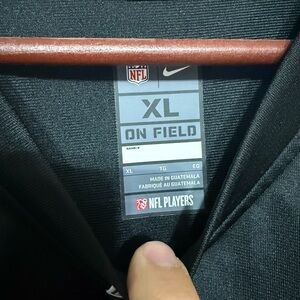 NFL
XL
ON FIELD
XL TG EG
MADE IN GUATEMALA
FABRIQUÉ AU GUATEMALA
NFL PLAYERS